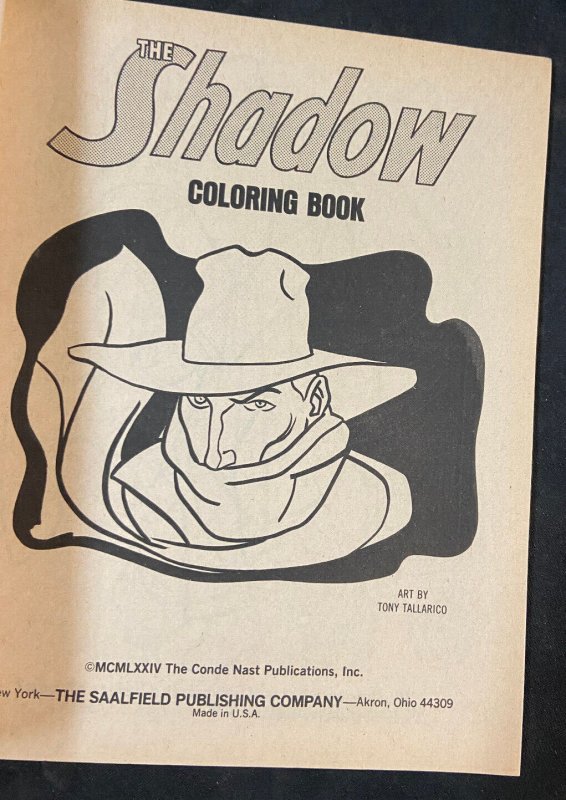 THE
Shadow
COLORING BOOK
ART BY
TONY TALLARICO
©MCMLXXIV The Conde Nast Publications, Inc.
York—THE SAALFIELD PUBLISHING COMPANY—Akron, Ohio 44309
Made in U.S.A.